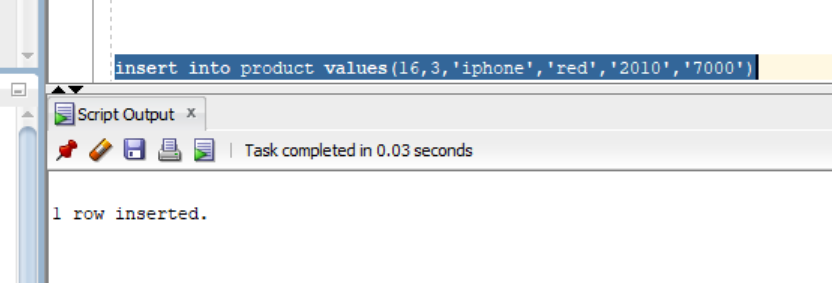 insert into product values(16,3,'iphone','red','2010','7000')
Script Output x
Task completed in 0.03 seconds
1 row inserted.